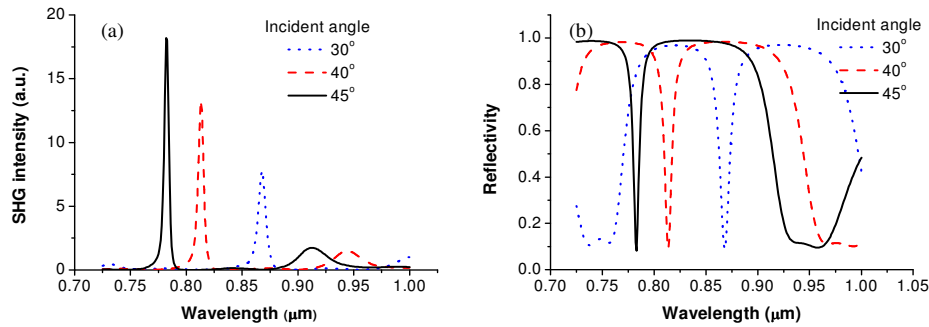 (a)
Incident angle
30°
40°
45°
SHG intensity (a.u.)
20
15
10
5
0
0.70 0.75 0.80 0.85 0.90 0.95 1.00
Wavelength (μm)
(b)
Incident angle
30°
40°
45°
Reflectivity
1.0
0.8
0.6
0.4
0.2
0.0
0.70 0.75 0.80 0.85 0.90 0.95 1.00 1.05
Wavelength (μm)